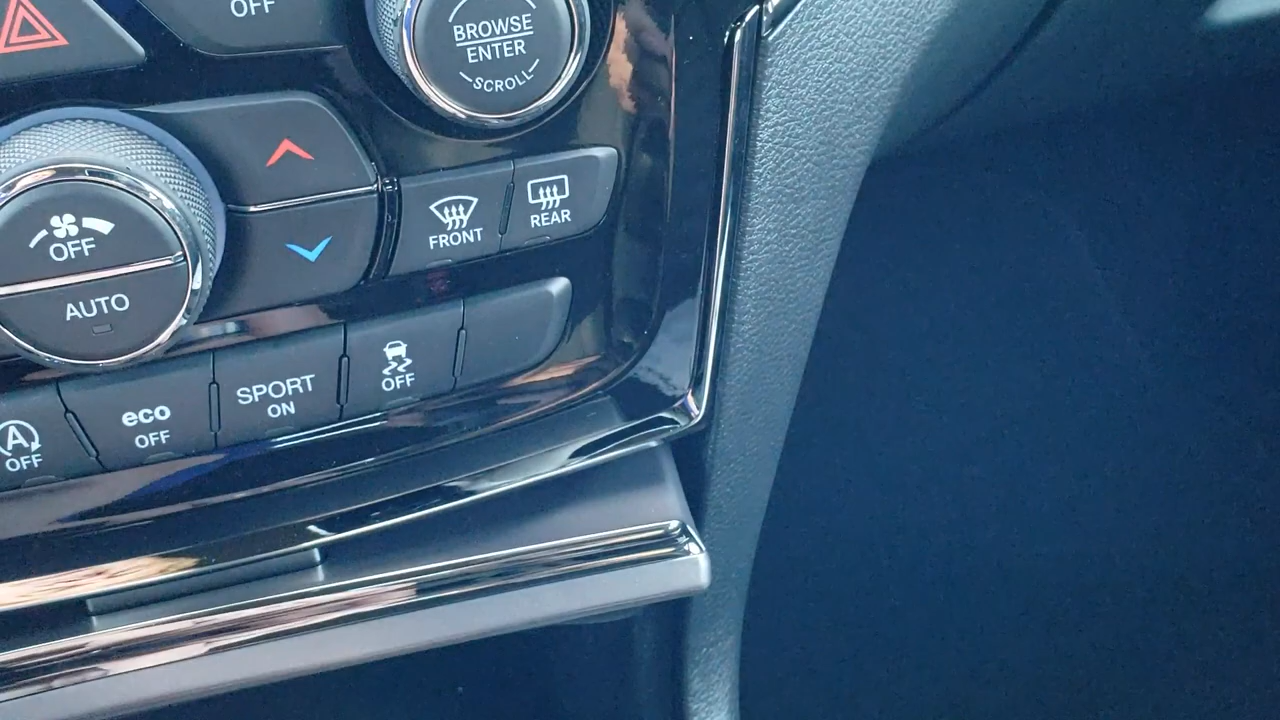 OFF
BROWSE
ENTER
SCROLL
OFF
AUTO
FRONT
REAR
A
OFF
eco
OFF
SPORT
ON
OFF